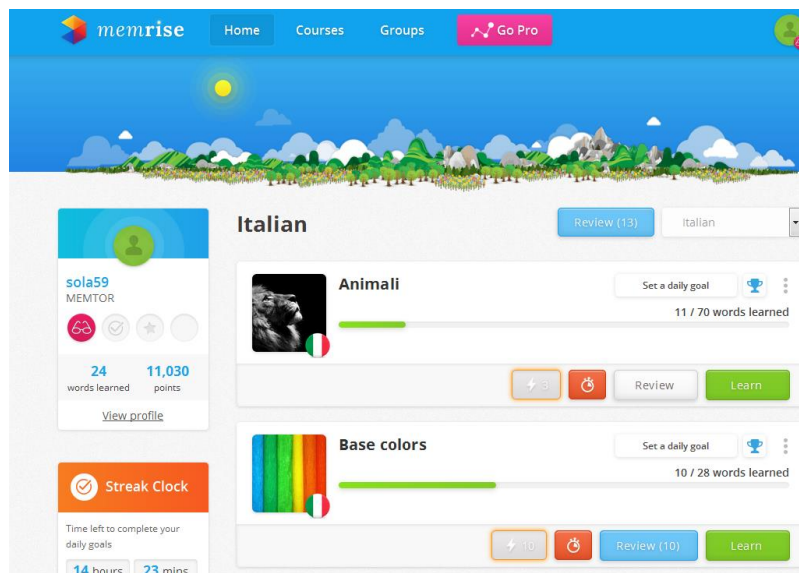 memrise Home Courses Groups Go Pro
Italian Review (13) Italian
sola59
MEMTOR
24 11,030
words learned points
View profile
Streak Clock
Time left to complete your
daily goals
14 hours 23 mins
Animali Set a daily goal
11 / 70 words learned
3 Review Learn
Base colors Set a daily goal
10 / 28 words learned
10 Review (10) Learn